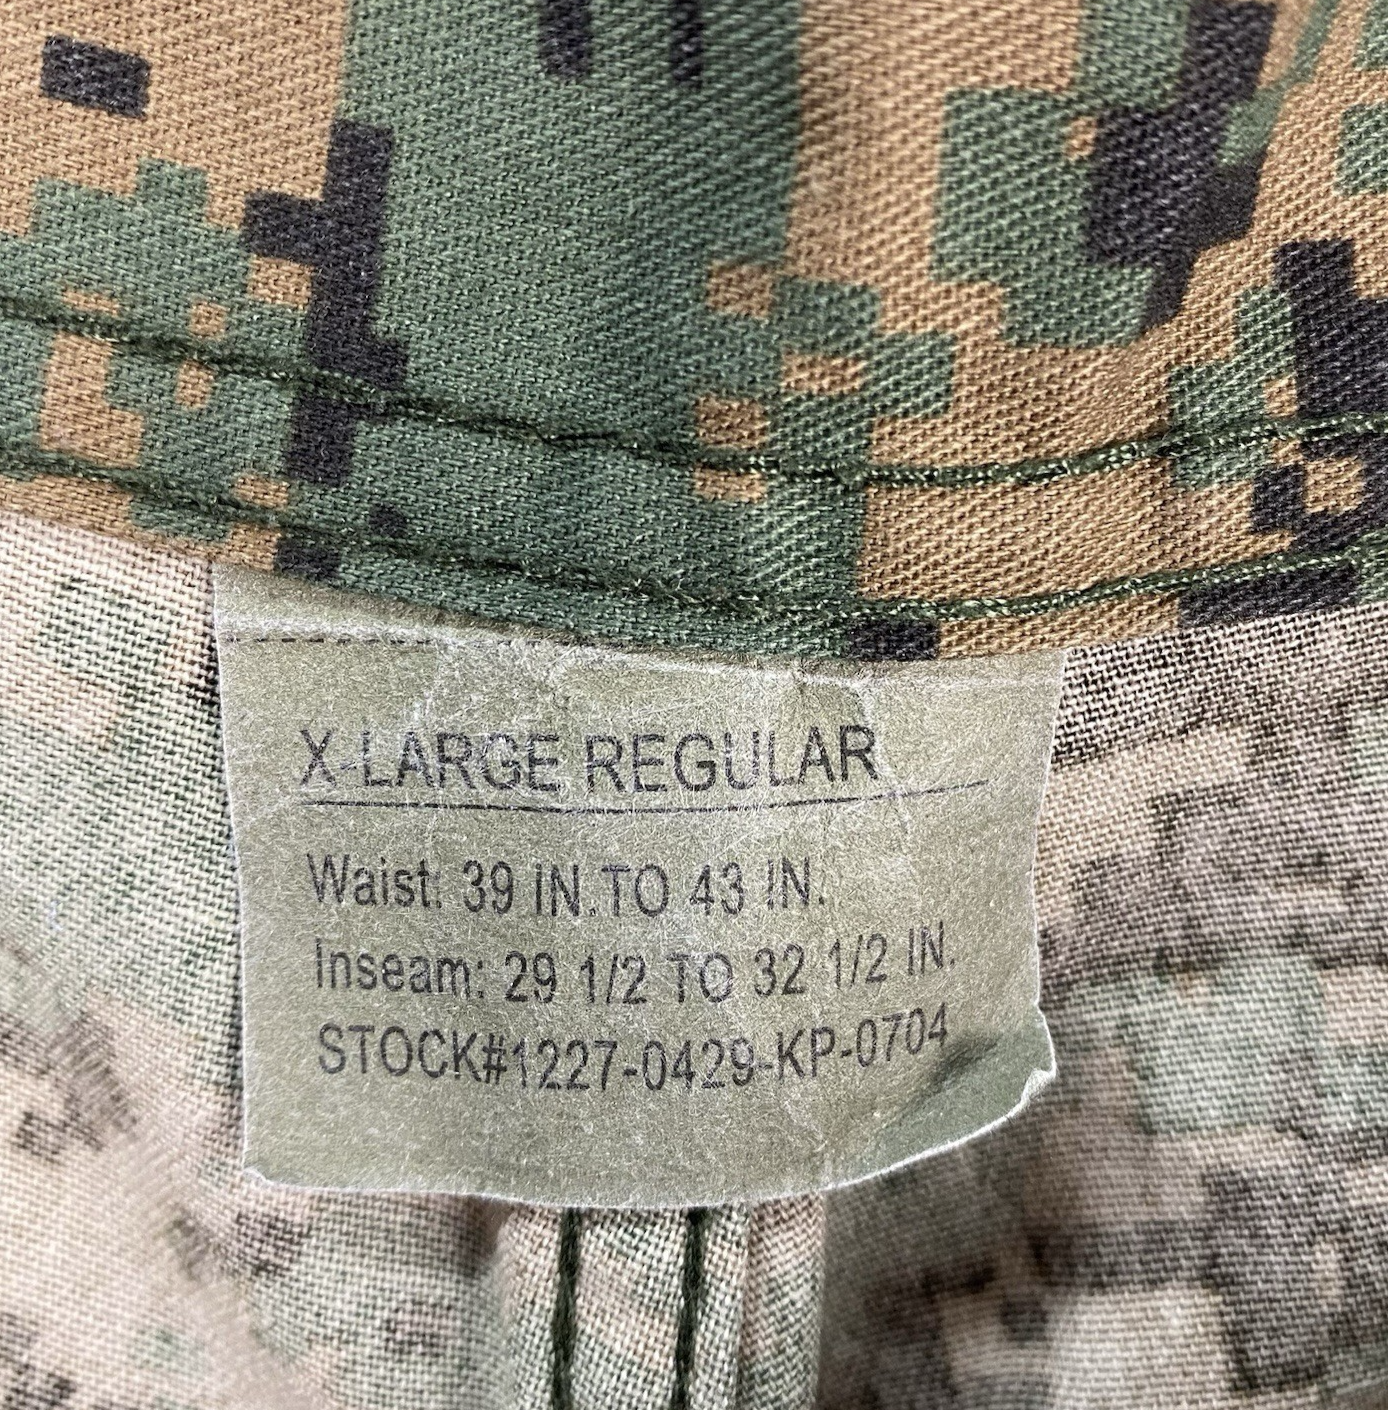 X-LARGE REGULAR
Waist: 39 IN.TO 43 IN.
Inseam: 29 1/2 TO 32 1/2 IN.
STOCK#1227-0429-KP-0704